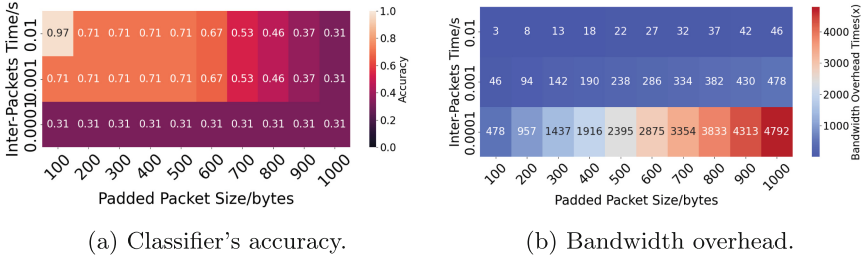 Inter-Packets Time/s
0.01 0.97 0.71 0.71 0.71 0.71 0.67 0.53 0.46 0.37 0.31
0.001 0.71 0.71 0.71 0.71 0.71 0.67 0.53 0.46 0.37 0.31
0.0001 0.31 0.31 0.31 0.31 0.31 0.31 0.31 0.31 0.31 0.31
100 200 300 400 500 600 700 800 900 1000
Padded Packet Size/bytes
1.0
0.8
0.6
0.4
0.2
0.0
Accuracy
(a) Classifier's accuracy.
Inter-Packets Time/s
0.01 3 8 13 18 22 27 32 37 42 46
0.001 46 94 142 190 238 286 334 382 430 478
0.0001 478 957 1437 1916 2395 2875 3354 3833 4313 4792
100 200 300 400 500 600 700 800 900 1000
Padded Packet Size/bytes
4000
3000
2000
1000
Bandwidth Overhead Times(x)
(b) Bandwidth overhead.